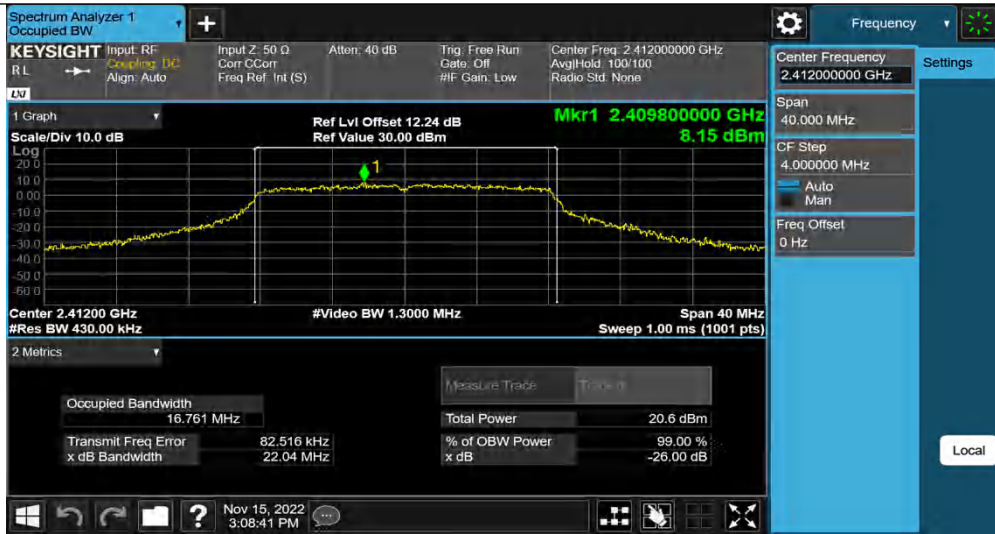 Spectrum Analyzer 1
Occupied BW
+
Frequency
KEYSIGHT
RL
LXI
Input: RF
Coupling: DC
Align: Auto
Input Z: 50 Ω
Corr CCorr
Freq Ref: Int (S)
Atten: 40 dB
Trig: Free Run
Gate: Off
#IF Gain: Low
Center Freq: 2.412000000 GHz
Avg|Hold: 100/100
Radio Std: None
Center Frequency
2.412000000 GHz
Settings
Span
40.000 MHz
CF Step
4.000000 MHz
Auto
Man
Freq Offset
0 Hz
1 Graph
Scale/Div 10.0 dB
Ref Lvl Offset 12.24 dB
Ref Value 30.00 dBm
Mkr1 2.409800000 GHz
8.15 dBm
Log
20.0
10.0
0.00
-10.0
-20.0
-30.0
-40.0
-50.0
-60.0
1
Center 2.41200 GHz
#Res BW 430.00 kHz
#Video BW 1.3000 MHz
Span 40 MHz
Sweep 1.00 ms (1001 pts)
2 Metrics
Measure Trace
Occupied Bandwidth
16.761 MHz
Total Power 20.6 dBm
Transmit Freq Error 82.516 kHz
% of OBW Power 99.00 %
x dB Bandwidth 22.04 MHz
x dB -26.00 dB
Local
?
Nov 15, 2022
3:08:41 PM